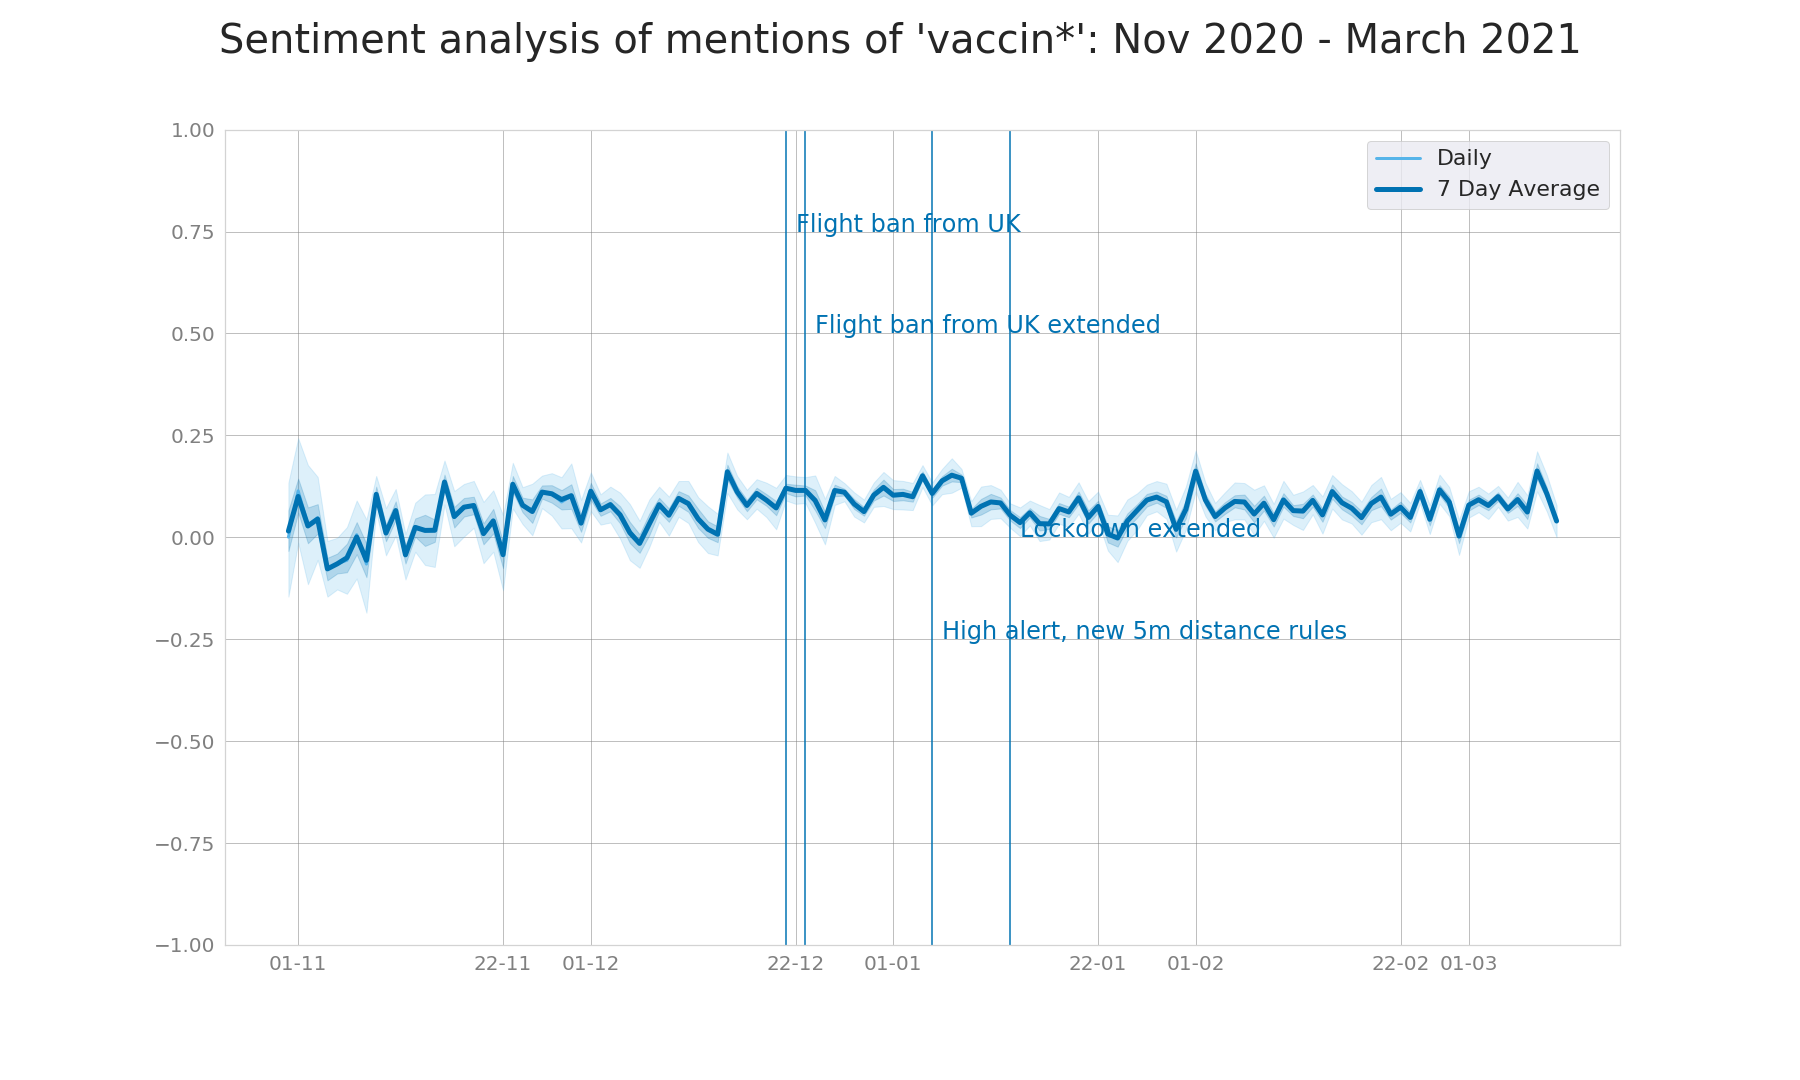 Sentiment analysis of mentions of 'vaccin*': Nov 2020 - March 2021
1.00
0.75
0.50
0.25
0.00
−0.25
−0.50
−0.75
−1.00
Daily
7 Day Average
Flight ban from UK
Flight ban from UK extended
Lockdown extended
High alert, new 5m distance rules
01-11
22-11
01-12
22-12
01-01
22-01
01-02
22-02
01-03